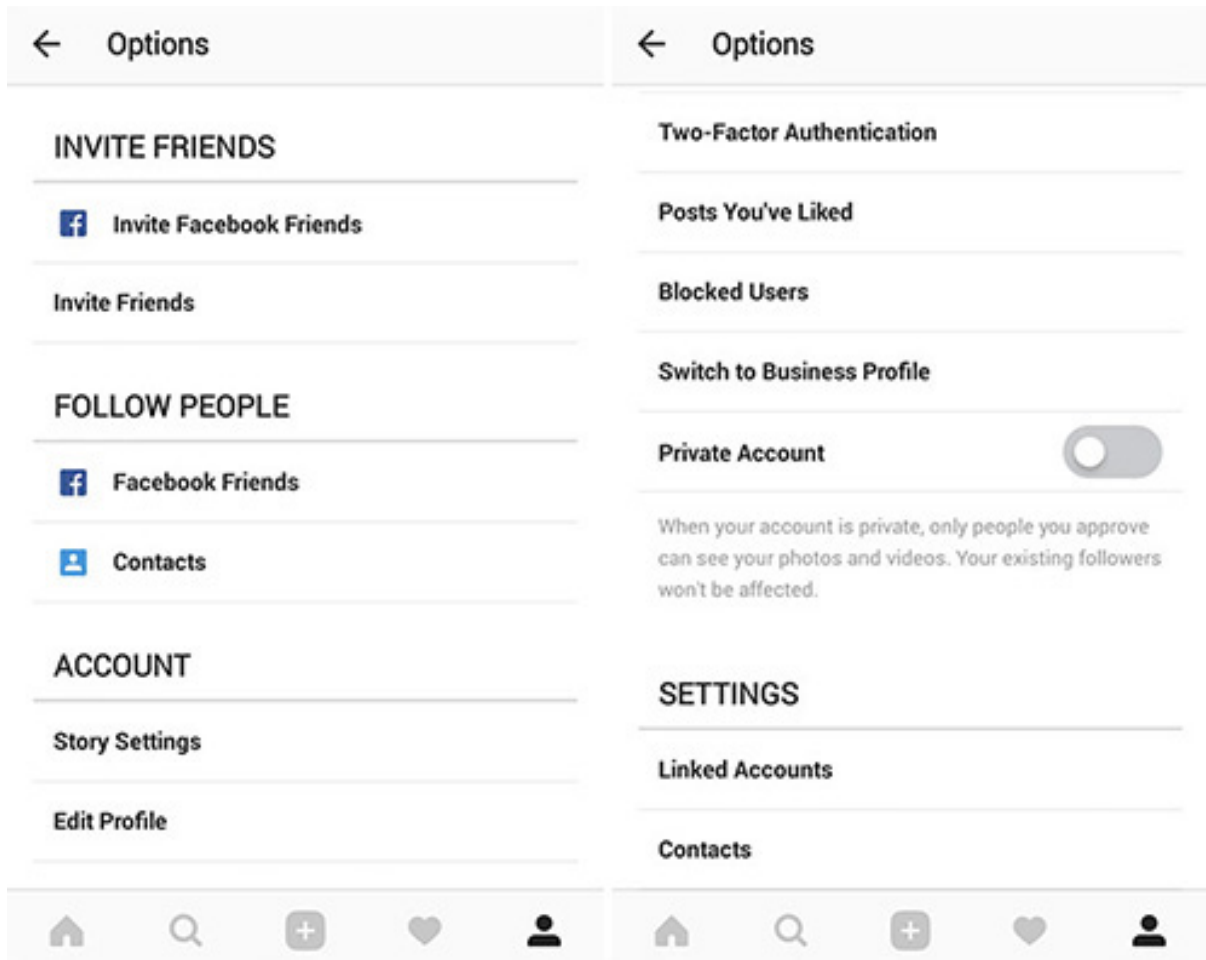 Options
INVITE FRIENDS
Invite Facebook Friends
Invite Friends
FOLLOW PEOPLE
Facebook Friends
Contacts
ACCOUNT
Story Settings
Edit Profile
Options
Two-Factor Authentication
Posts You've Liked
Blocked Users
Switch to Business Profile
Private Account
When your account is private, only people you approve
can see your photos and videos. Your existing followers
won't be affected.
SETTINGS
Linked Accounts
Contacts